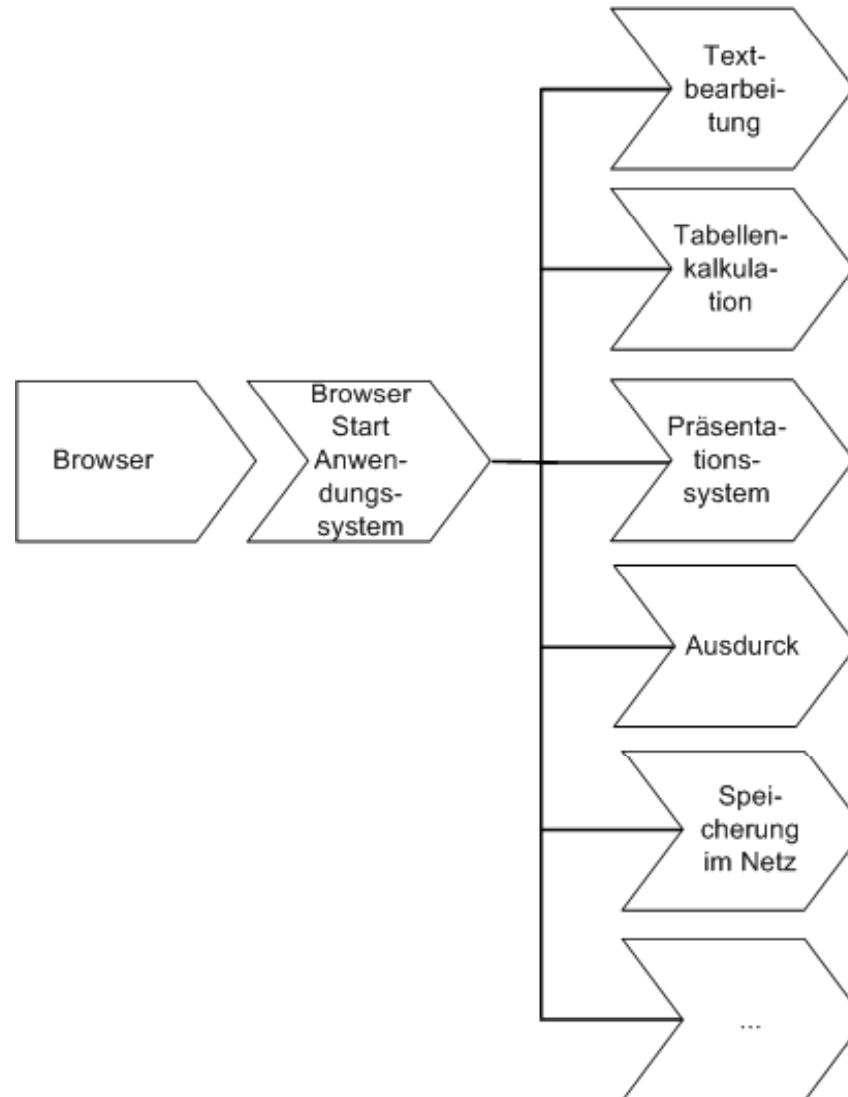 Text-
bearbei-
tung
Tabellen-
kalkula-
tion
Browser
Browser
Start
Anwen-
dungs-
system
Präsenta-
tions-
system
Ausdurck
Spei-
cherung
im Netz
...